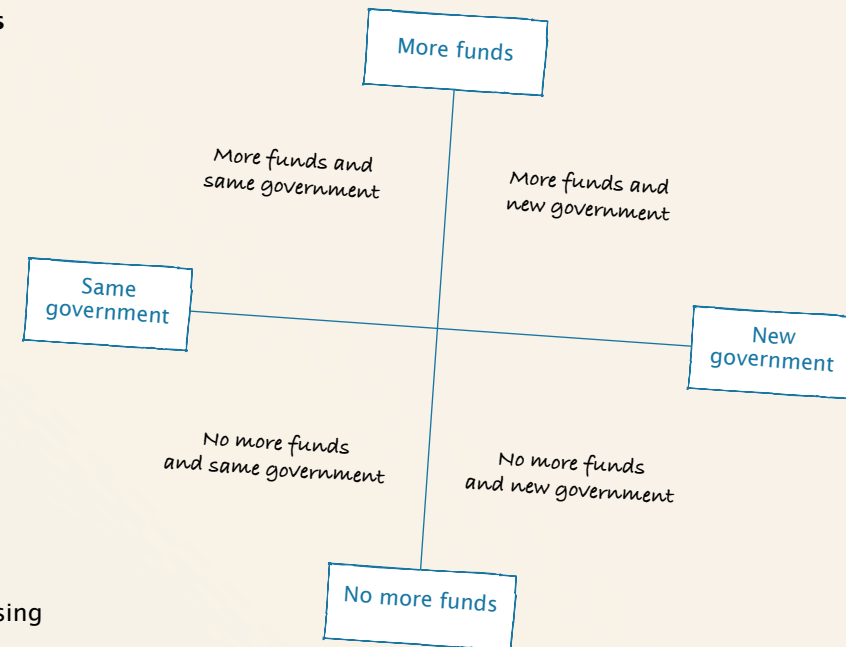 s
More funds
More funds and
same government
More funds and
new government
Same
government
New
government
No more funds
and same government
No more funds
and new government
No more funds
sing